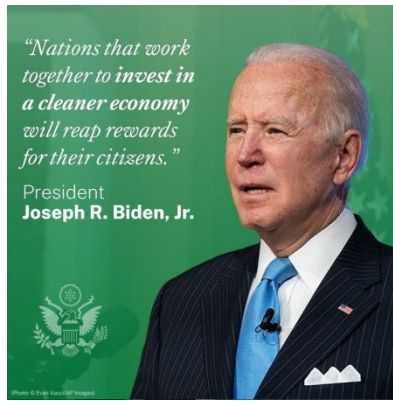 “Nations that work
together to invest in
a cleaner economy
will reap rewards
for their citizens.”
President
Joseph R. Biden, Jr.
(Photo: © Evan Vucci/AP Images)